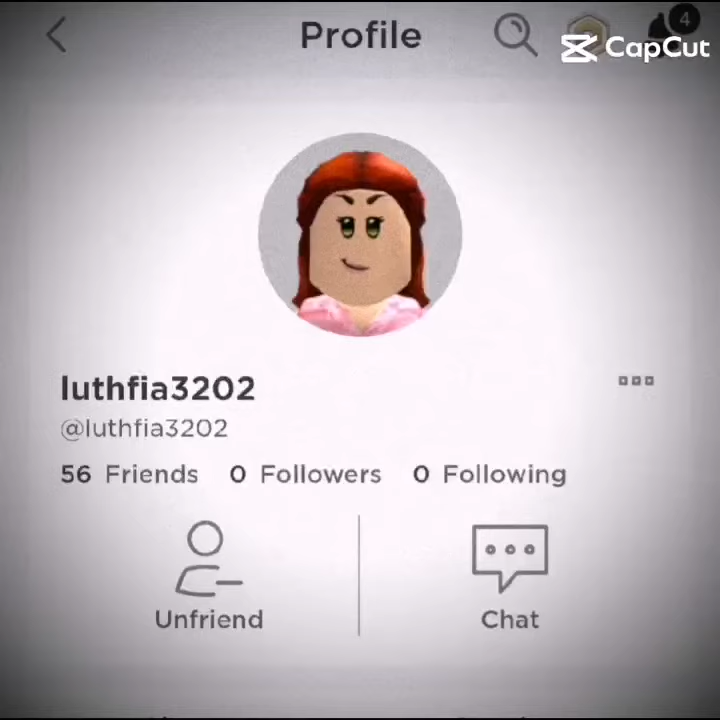 Profile
4
CapCut
luthfia3202
@luthfia3202
56 Friends 0 Followers 0 Following
Unfriend Chat